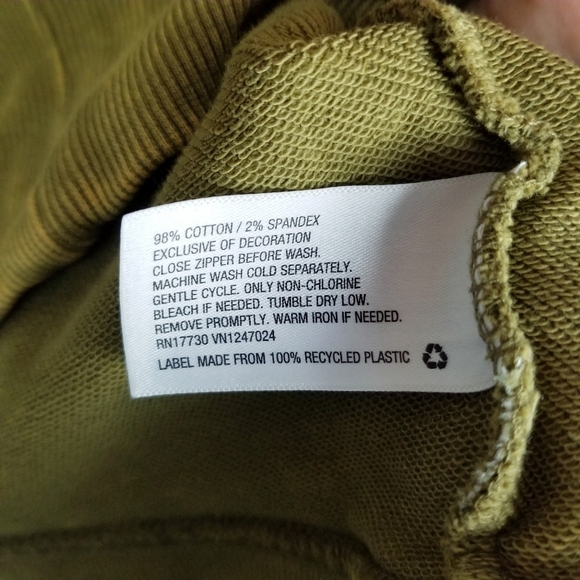 98% COTTON / 2% SPANDEX
EXCLUSIVE OF DECORATION
CLOSE ZIPPER BEFORE WASH.
MACHINE WASH COLD SEPARATELY.
GENTLE CYCLE. ONLY NON-CHLORINE
BLEACH IF NEEDED. TUMBLE DRY LOW.
REMOVE PROMPTLY. WARM IRON IF NEEDED.
RN17730 VN1247024
LABEL MADE FROM 100% RECYCLED PLASTIC